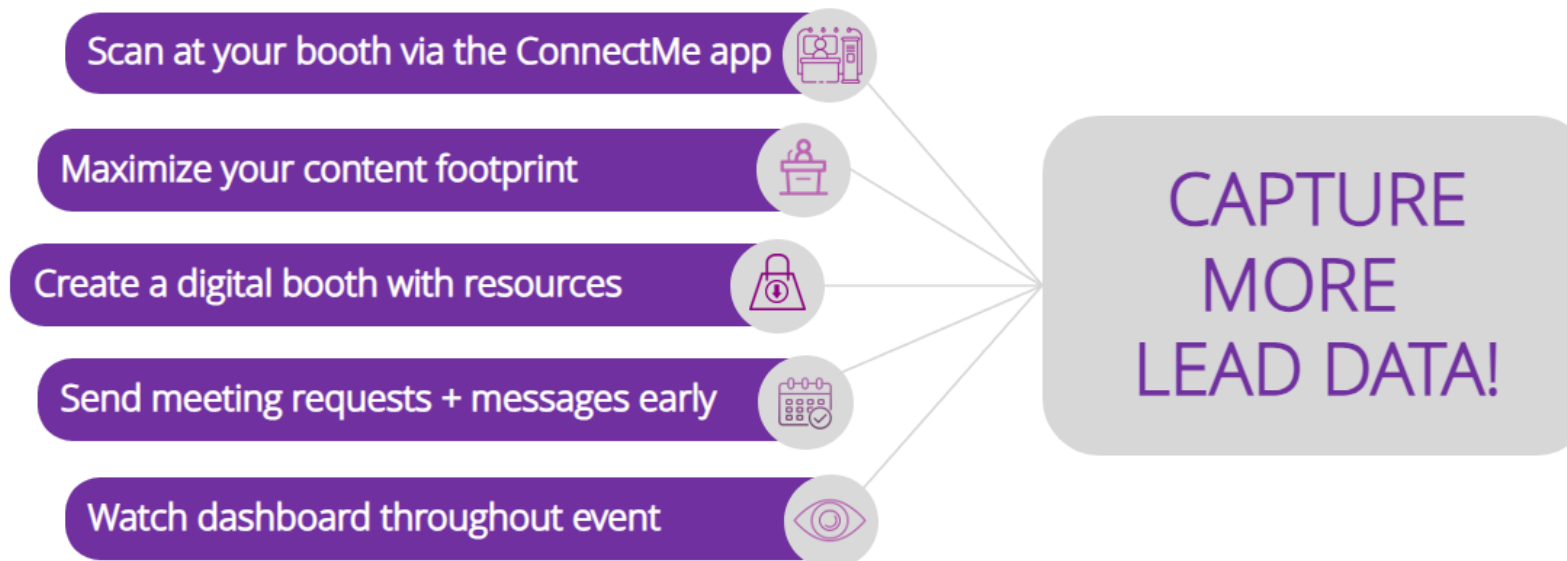 Scan at your booth via the ConnectMe app
Maximize your content footprint
Create a digital booth with resources
Send meeting requests + messages early
Watch dashboard throughout event
CAPTURE
MORE
LEAD DATA!